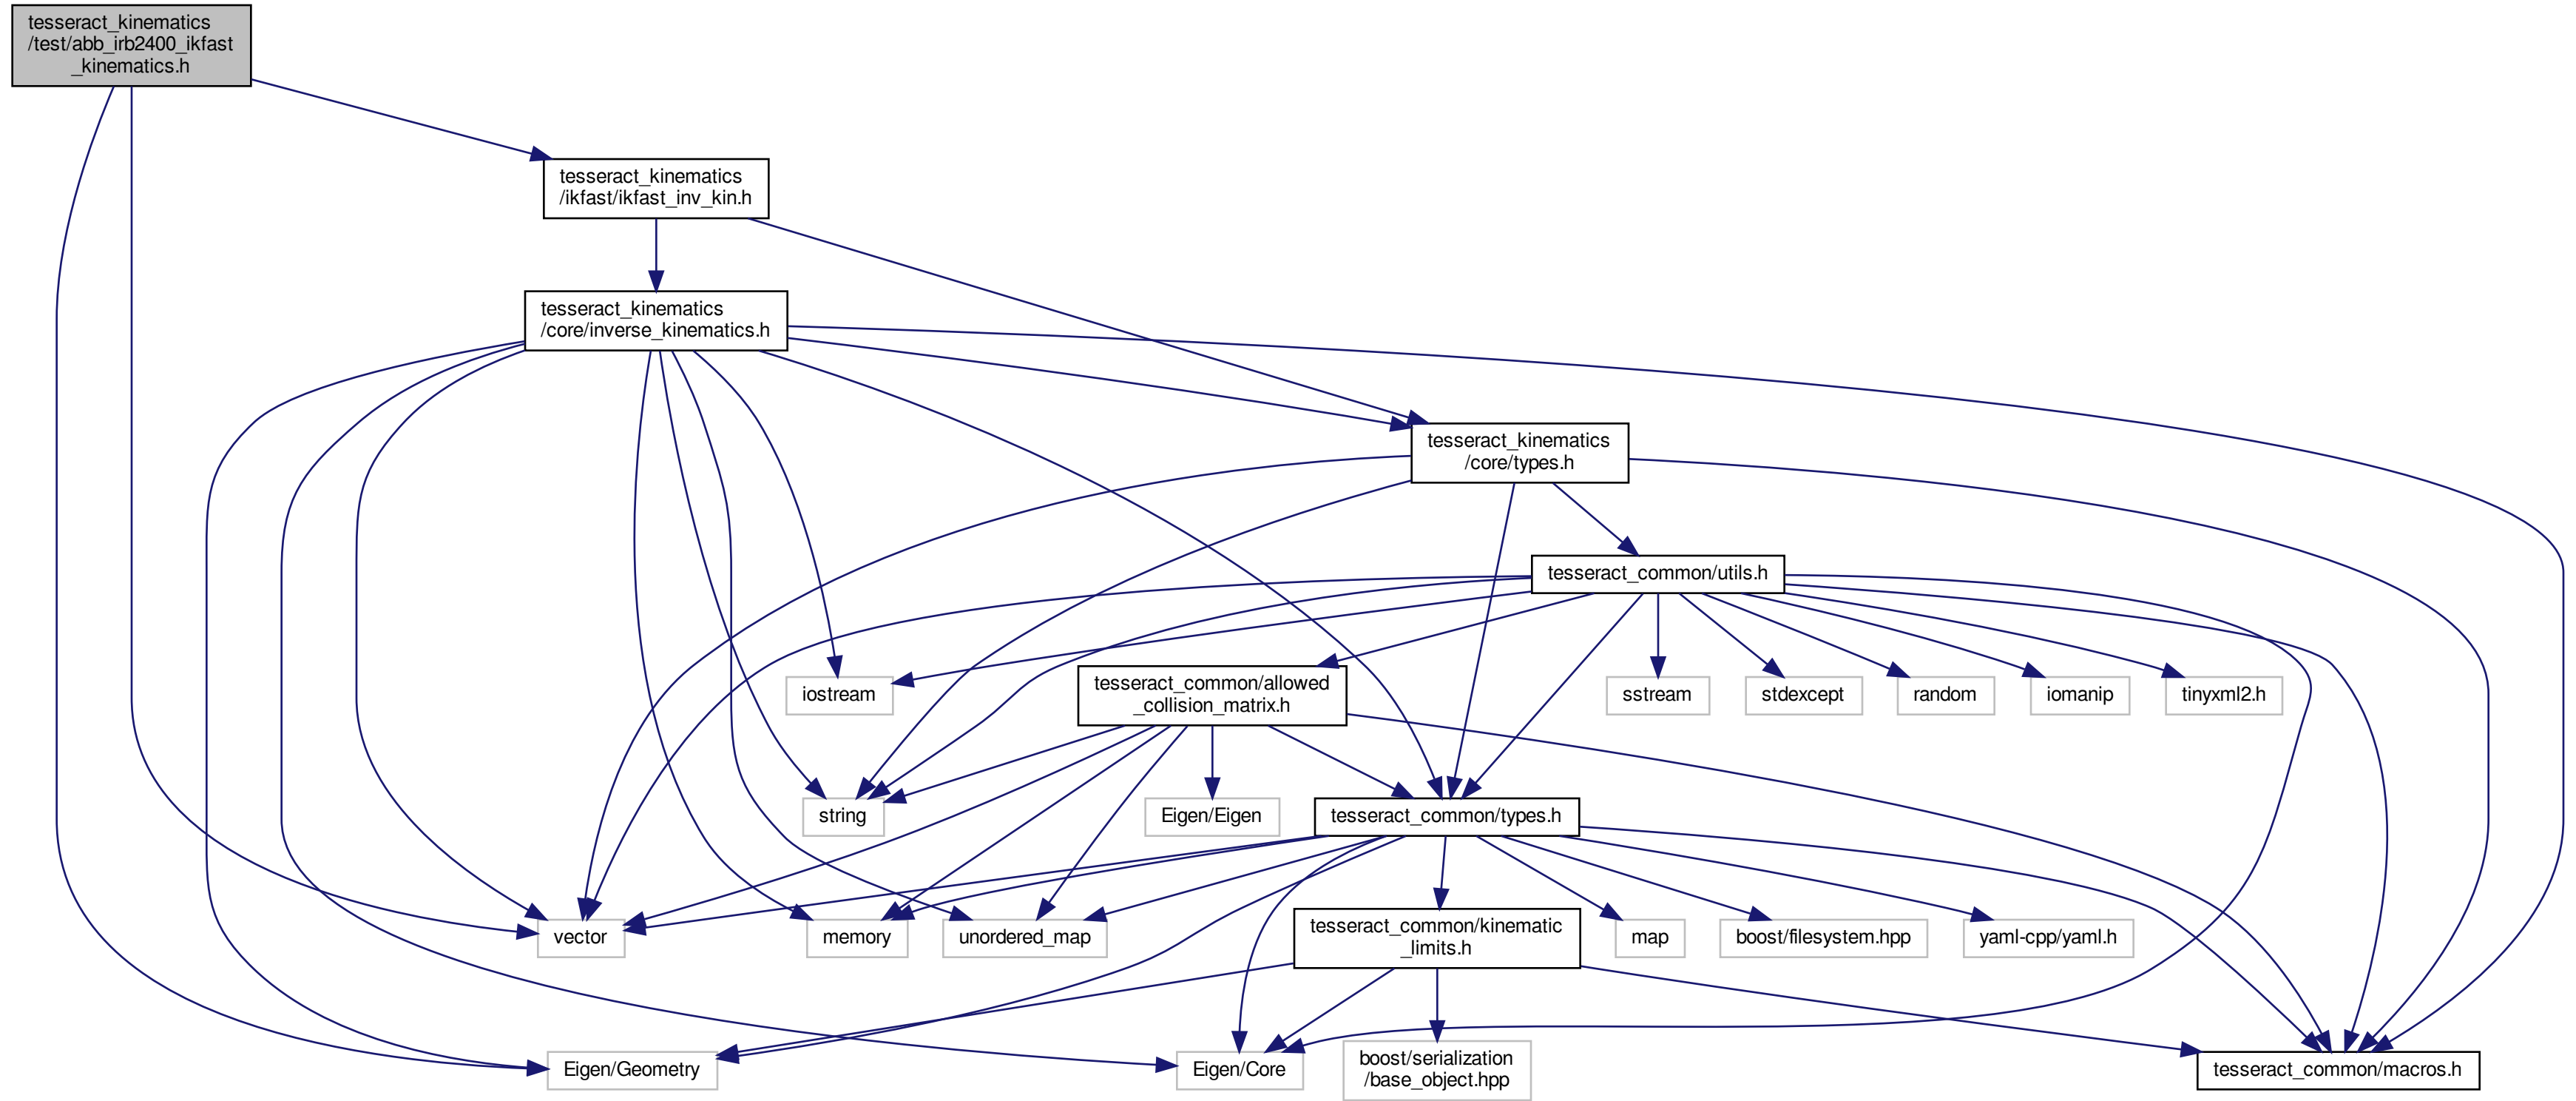 tesseract_kinematics
/test/abb_irb2400_ikfast
_kinematics.h
tesseract_kinematics
/ikfast/ikfast_inv_kin.h
tesseract_kinematics
/core/inverse_kinematics.h
tesseract_kinematics
/core/types.h
tesseract_common/utils.h
iostream
tesseract_common/allowed
_collision_matrix.h
sstream
stdexcept
random
iomanip
tinyxml2.h
string
Eigen/Eigen
tesseract_common/types.h
vector
memory
unordered_map
tesseract_common/kinematic
_limits.h
map
boost/filesystem.hpp
yaml-cpp/yaml.h
Eigen/Geometry
Eigen/Core
boost/serialization
/base_object.hpp
tesseract_common/macros.h